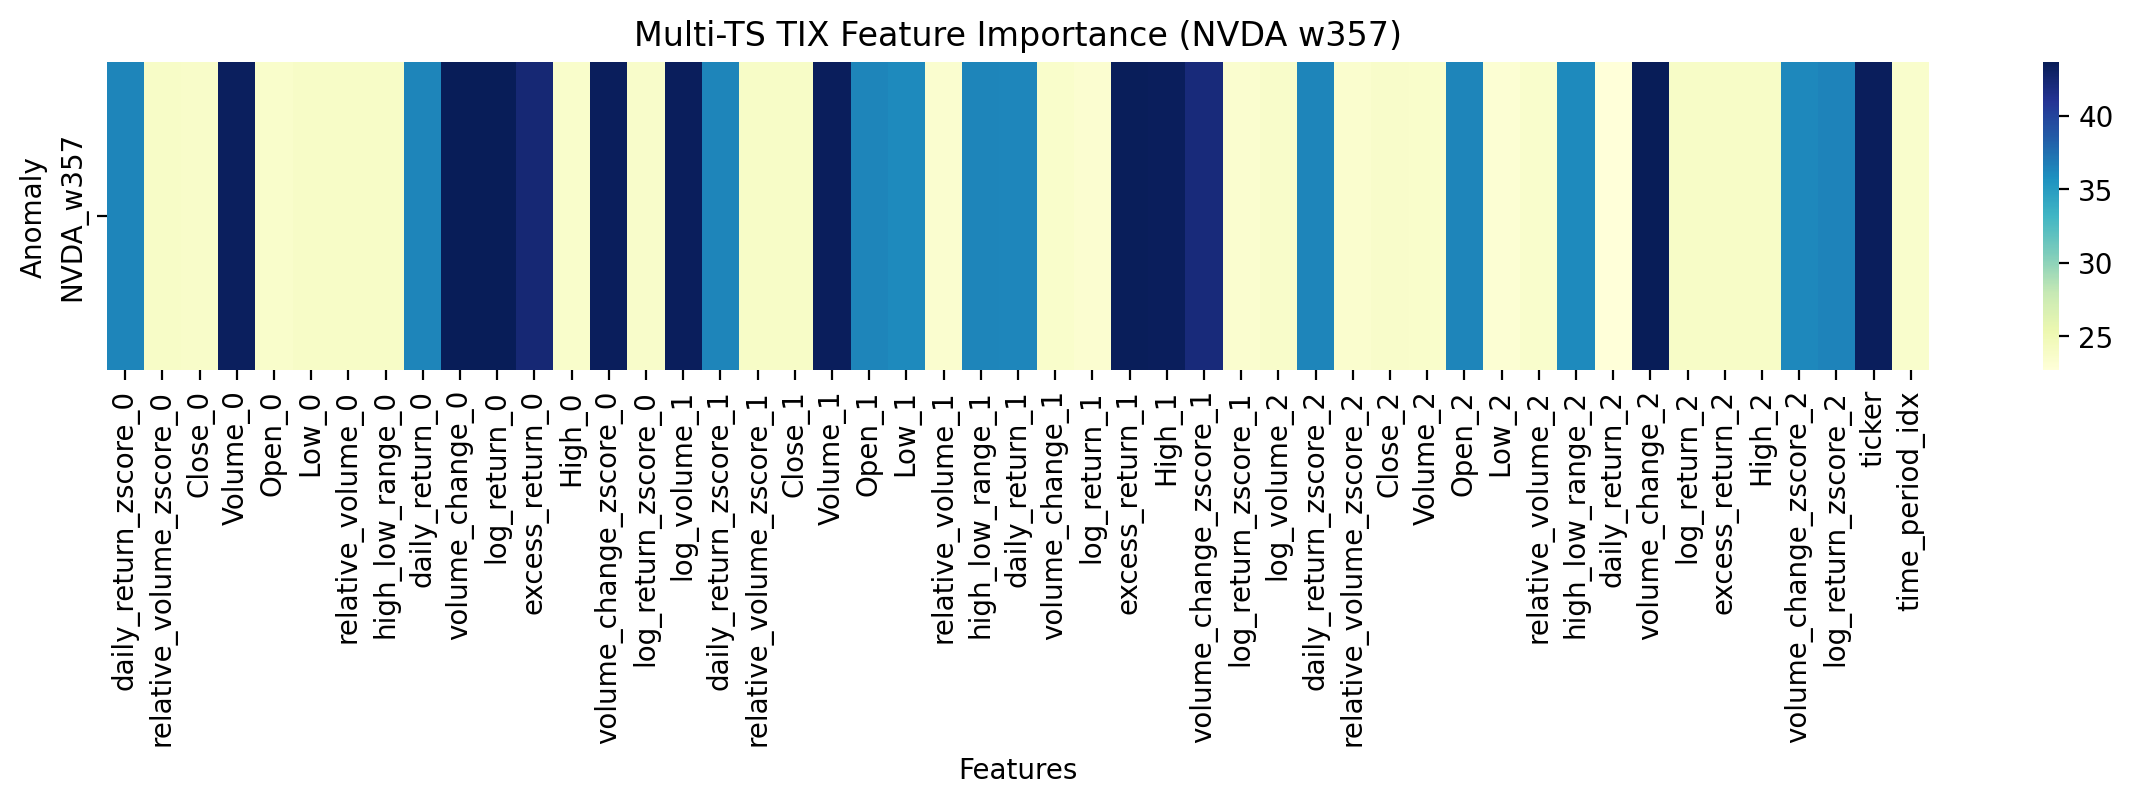 Multi-TS TIX Feature Importance (NVDA w357)
Anomaly
NVDA_w357
40
35
30
25
daily_return_zscore_0
relative_volume_zscore_0
Close_0
Volume_0
Open_0
Low_0
relative_volume_0
high_low_range_0
daily_return_0
volume_change_0
log_return_0
excess_return_0
High_0
volume_change_zscore_0
log_return_zscore_0
log_volume_1
daily_return_zscore_1
relative_volume_zscore_1
Close_1
Volume_1
Open_1
Low_1
relative_volume_1
high_low_range_1
daily_return_1
volume_change_1
log_return_1
excess_return_1
High_1
volume_change_zscore_1
log_return_zscore_1
log_volume_2
daily_return_zscore_2
relative_volume_zscore_2
Close_2
Volume_2
Open_2
Low_2
relative_volume_2
high_low_range_2
daily_return_2
volume_change_2
log_return_2
excess_return_2
High_2
volume_change_zscore_2
log_return_zscore_2
ticker
time_period_idx
Features